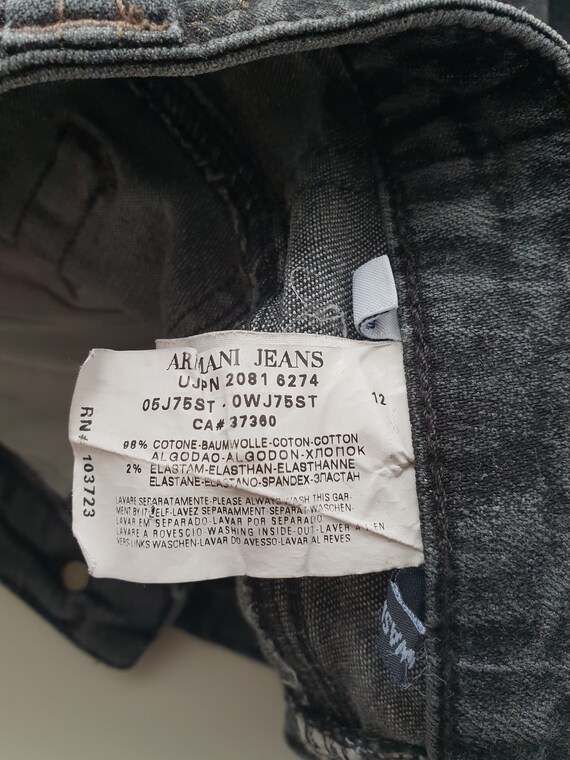 ARMANI JEANS
UJPN 2081 6274
05J75ST - 0WJ75ST 12
CA# 37360
98% COTONE-BAUMWOLLE-COTON-COTTON
ALGODAO-ALGODON-ХЛОПОК
2% ELASTAM-ELASTHAN-ELASTHANNE
ELASTANE-ELASTANO-SPANDEX-ЭЛАСТАН
LAVARE SEPARATAMENTE-PLEASE ALWAYS WASH THIS GAR-
MENT BY ITSELF-LAVEZ SEPARAMMENT-SEPARAT WASCHEN-
LAVAR EM SEPARADO-LAVAR POR SEPARADO
LAVARE A ROVESCIO-WASHING INSIDE-OUT-LAVER A L'EN
VERS-LINKS WASCHEN-LAVAR DO AVESSO-LAVAR AL REVES
RN# 103723